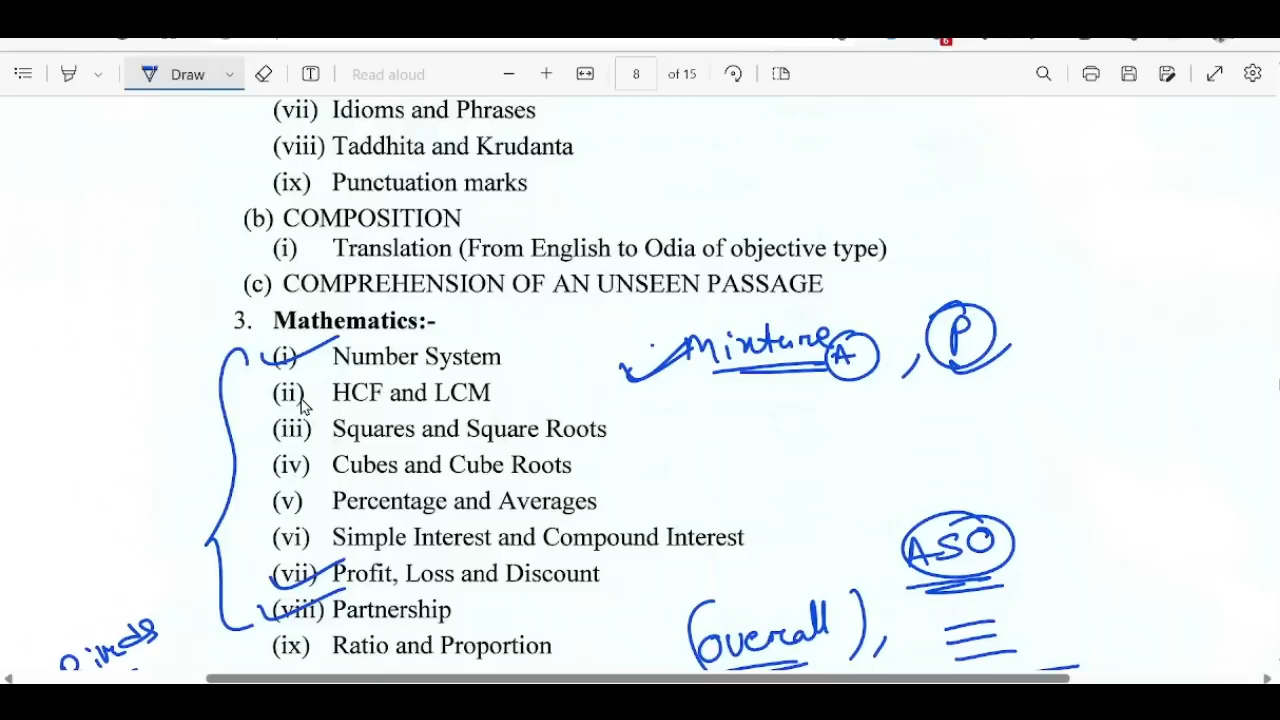 Draw
Read aloud
8 of 15
6
(vii) Idioms and Phrases
(viii) Taddhita and Krudanta
(ix) Punctuation marks
(b) COMPOSITION
(i) Translation (From English to Odia of objective type)
(c) COMPREHENSION OF AN UNSEEN PASSAGE
3. Mathematics:-
(i) Number System
Mixture A , P
(ii) HCF and LCM
(iii) Squares and Square Roots
(iv) Cubes and Cube Roots
(v) Percentage and Averages
(vi) Simple Interest and Compound Interest
ASO
(vii) Profit, Loss and Discount
(viii) Partnership
(overall),
(ix) Ratio and Proportion